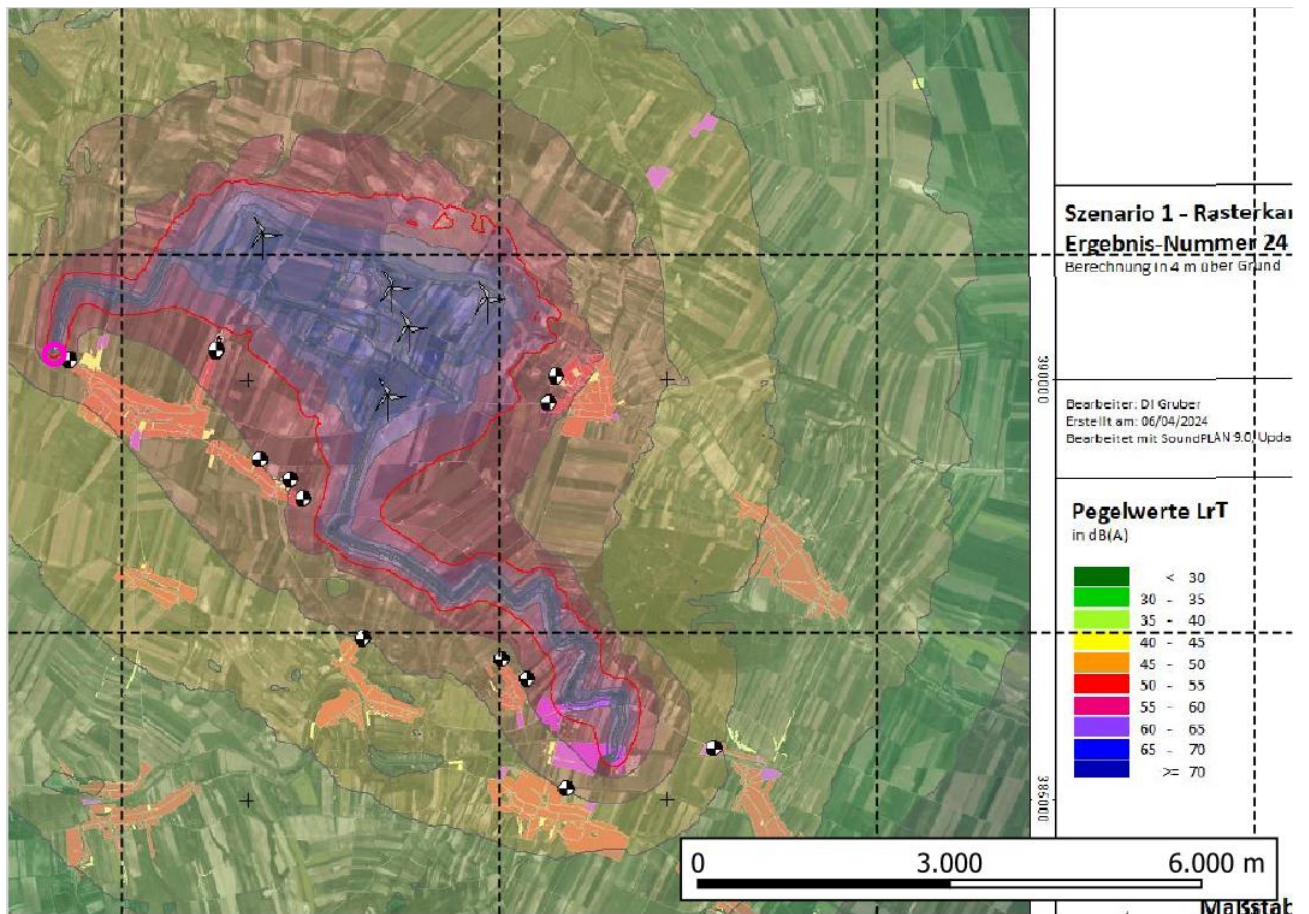 Szenario 1 - Rasterkar
Ergebnis-Nummer 24
Berechnung in 4 m über Grund
390000
Bearbeiter: DI Gruber
Erstellt am: 06/04/2024
Bearbeitet mit SoundPLAN 9.0, Upda
Pegelwerte LrT
in dB(A)
< 30
30 - 35
35 - 40
40 - 45
45 - 50
50 - 55
55 - 60
60 - 65
65 - 70
>= 70
385000
0 3.000 6.000 m
Maßstab